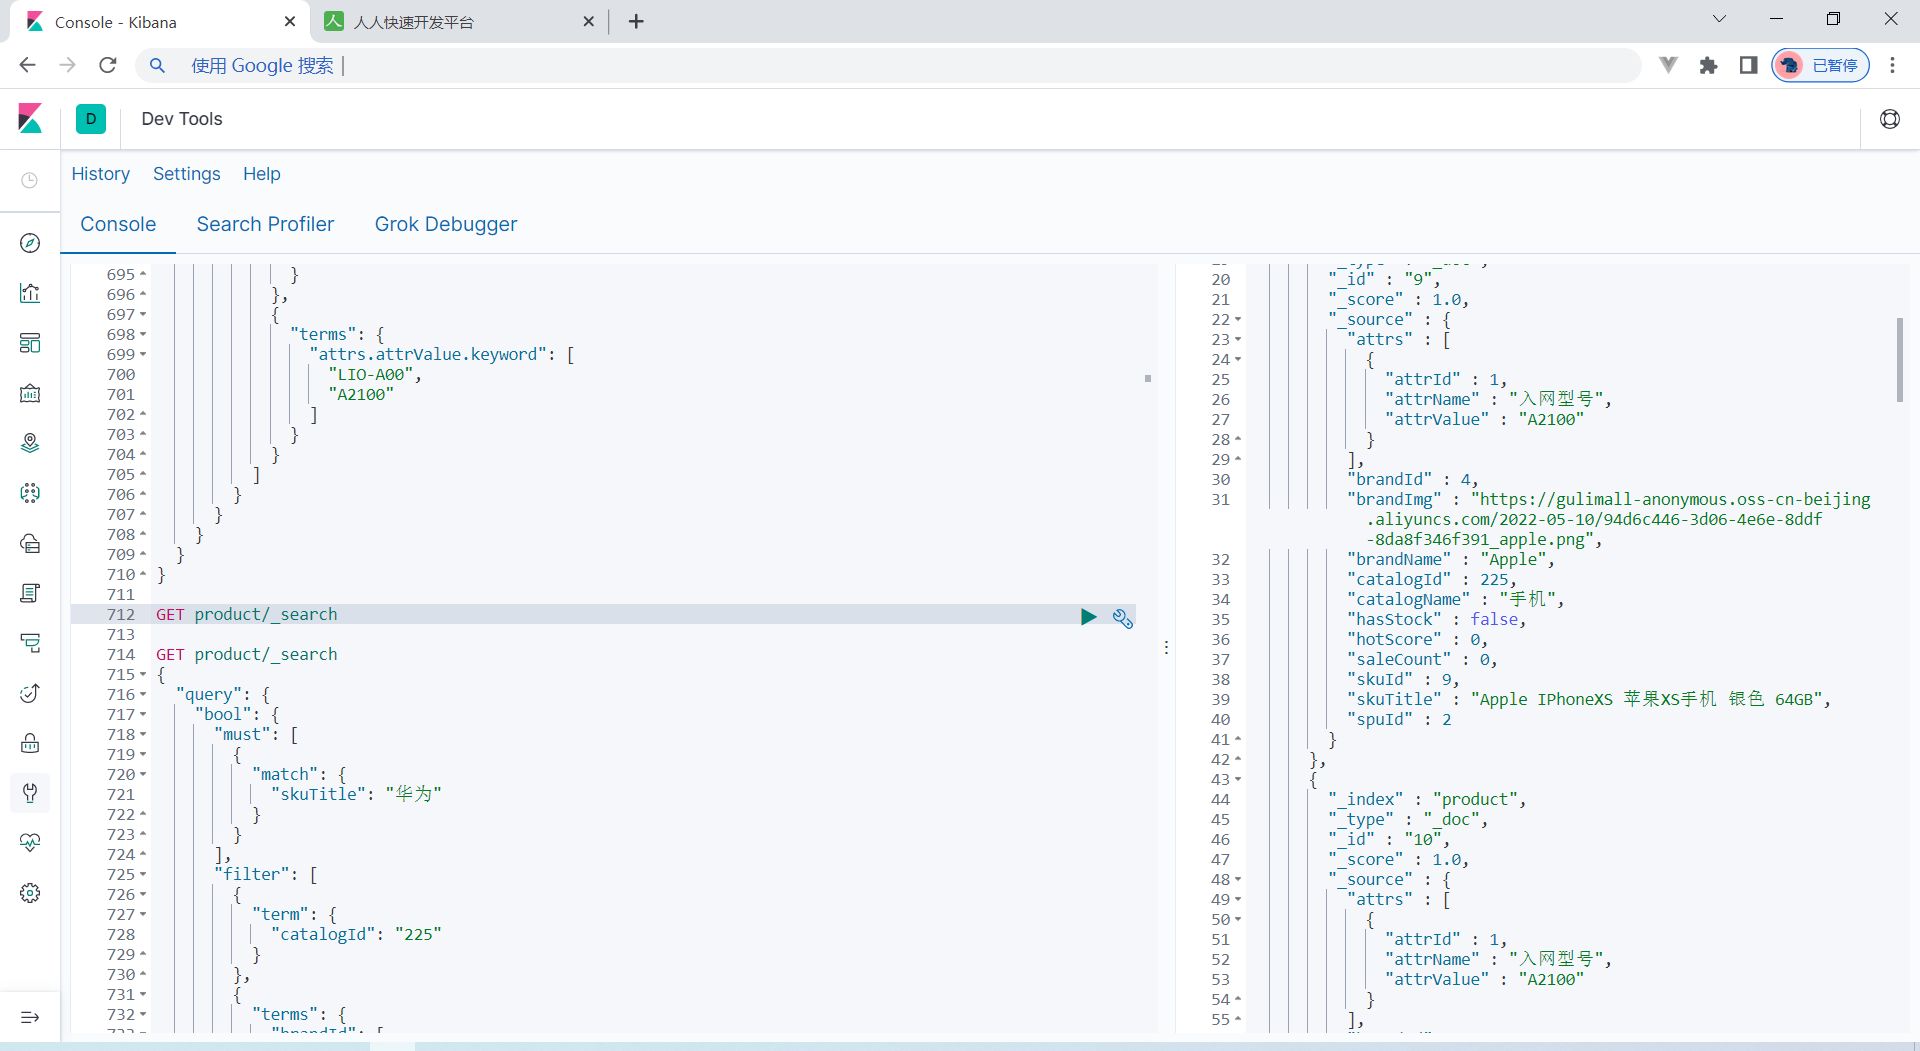 Console - Kibana
人人快速开发平台
使用 Google 搜索
已暂停
D
Dev Tools
History Settings Help
Console Search Profiler Grok Debugger
695 }
696 },
697 {
698 "terms": {
699 "attrs.attrValue.keyword": [
700 "LIO-A00",
701 "A2100"
702 ]
703 }
704 }
705 ]
706 }
707 }
708 }
709 }
710 }
711
712 GET product/_search
713
714 GET product/_search
715 {
716 "query": {
717 "bool": {
718 "must": [
719 {
720 "match": {
721 "skuTitle": "华为"
722 }
723 }
724 ],
725 "filter": [
726 {
727 "term": {
728 "catalogId": "225"
729 }
730 },
731 {
732 "terms": {
733 "brandId": [
20 "_id" : "9",
21 "_score" : 1.0,
22 "_source" : {
23 "attrs" : [
24 {
25 "attrId" : 1,
26 "attrName" : "入网型号",
27 "attrValue" : "A2100"
28 }
29 ],
30 "brandId" : 4,
31 "brandImg" : "https://gulimall-anonymous.oss-cn-beijing
.aliyuncs.com/2022-05-10/94d6c446-3d06-4e6e-8ddf
-8da8f346f391_apple.png",
32 "brandName" : "Apple",
33 "catalogId" : 225,
34 "catalogName" : "手机",
35 "hasStock" : false,
36 "hotScore" : 0,
37 "saleCount" : 0,
38 "skuId" : 9,
39 "skuTitle" : "Apple IPhoneXS 苹果XS手机 银色 64GB",
40 "spuId" : 2
41 }
42 },
43 {
44 "_index" : "product",
45 "_type" : "_doc",
46 "_id" : "10",
47 "_score" : 1.0,
48 "_source" : {
49 "attrs" : [
50 {
51 "attrId" : 1,
52 "attrName" : "入网型号",
53 "attrValue" : "A2100"
54 }
55 ],